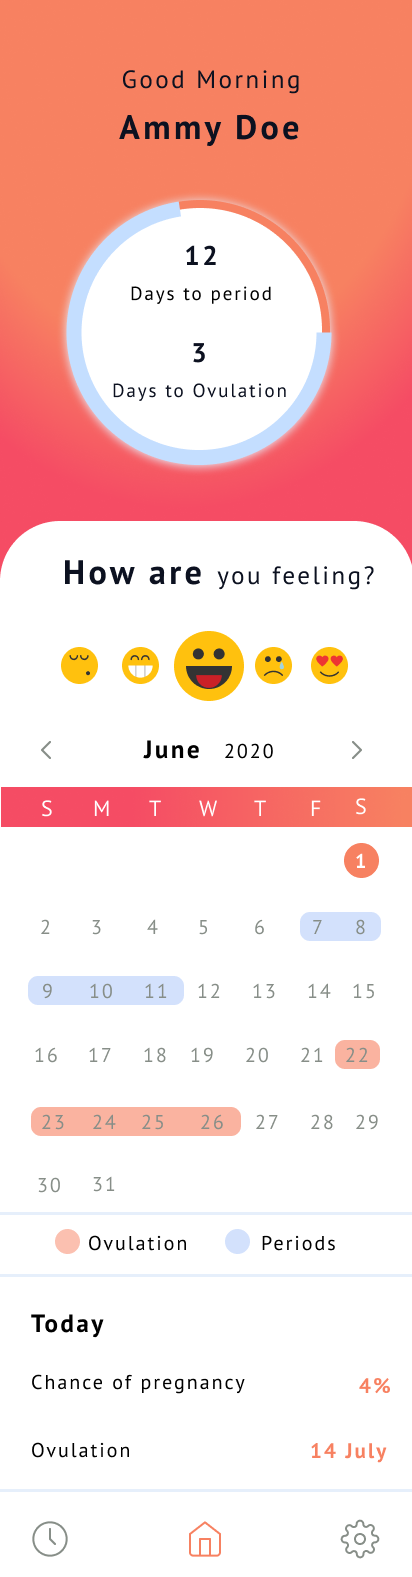 Good Morning
Ammy Doe
12
Days to period
3
Days to Ovulation
How are you feeling?
June 2020
S M T W T F S
1
2 3 4 5 6 7 8
9 10 11 12 13 14 15
16 17 18 19 20 21 22
23 24 25 26 27 28 29
30 31
Ovulation Periods
Today
Chance of pregnancy 4%
Ovulation 14 July